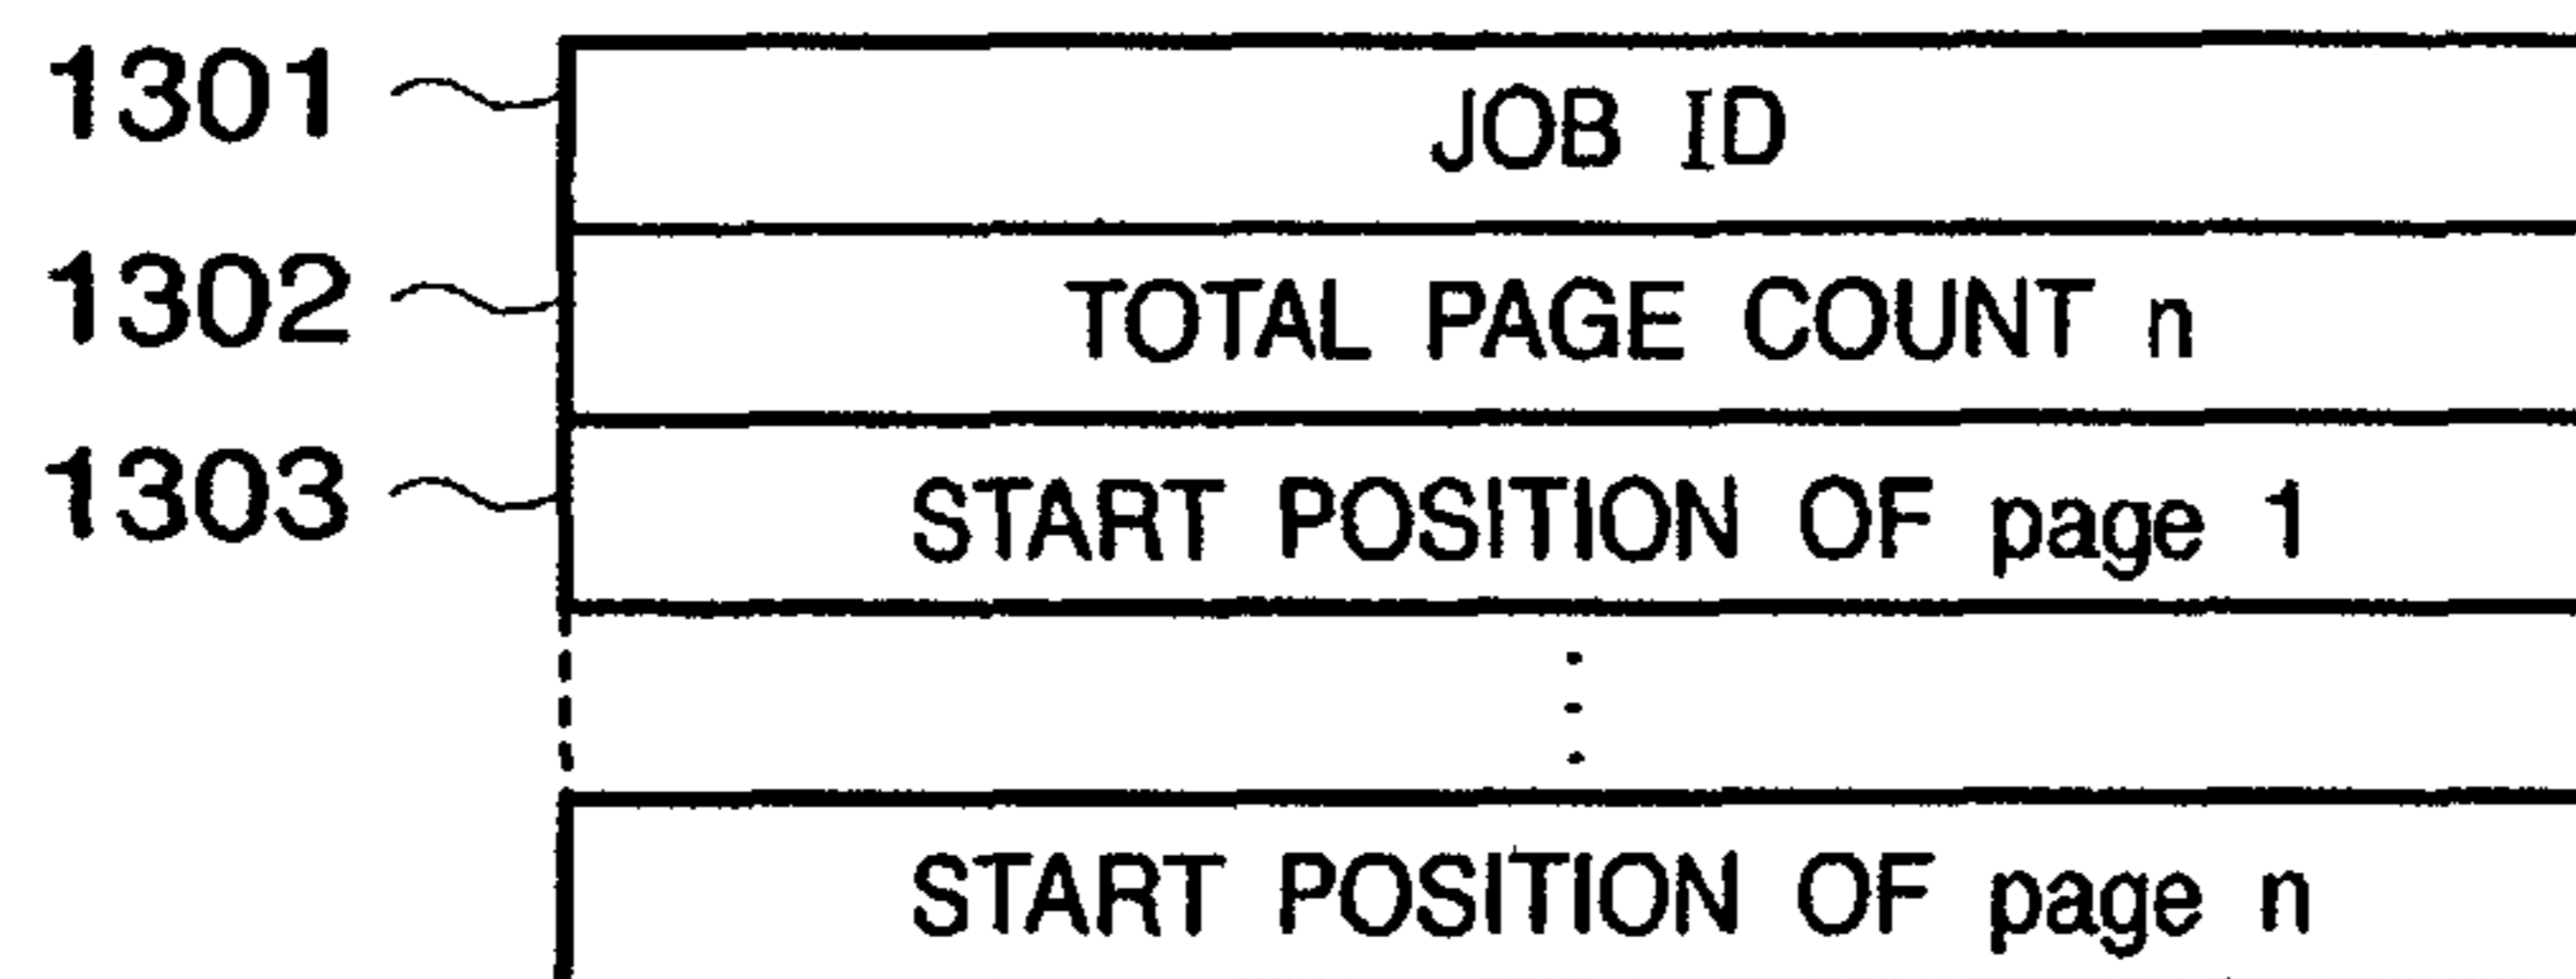 1301 JOB ID
1302 TOTAL PAGE COUNT n
1303 START POSITION OF page 1
START POSITION OF page n